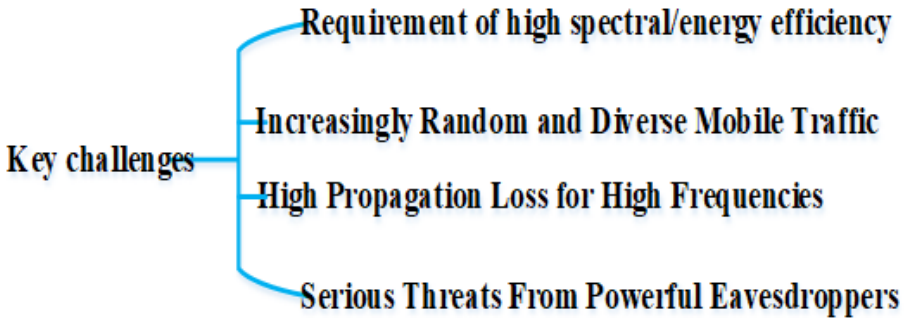 Requirement of high spectral/energy efficiency
Increasingly Random and Diverse Mobile Traffic
Key challenges
High Propagation Loss for High Frequencies
Serious Threats From Powerful Eavesdroppers